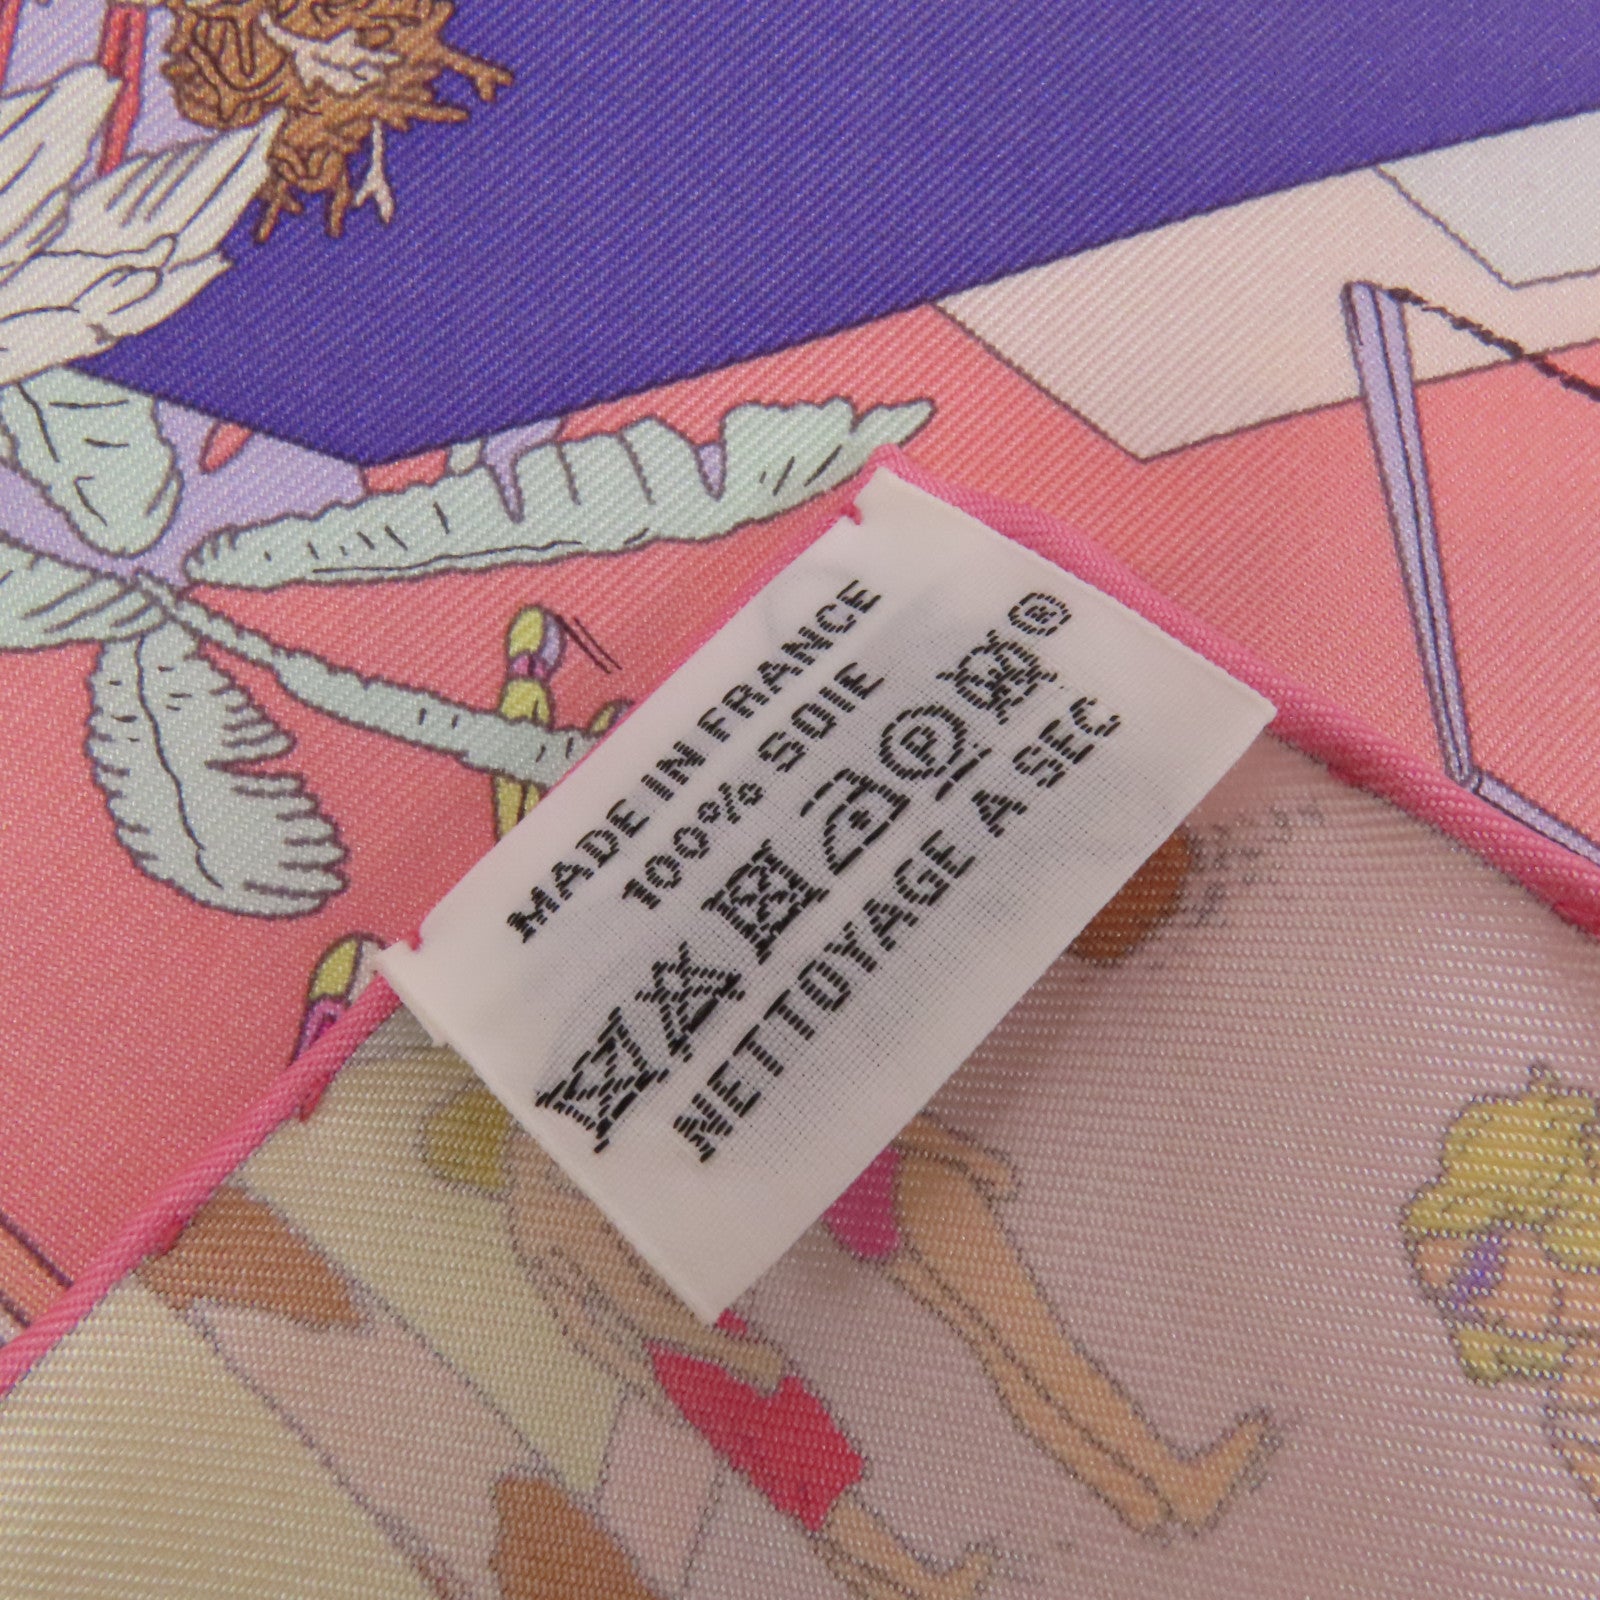 MADE IN FRANCE
100% SOIE
P ®
NETTOYAGE A SEC